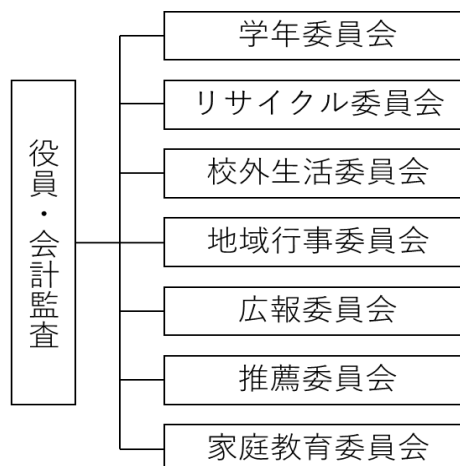 役員・会計監査
学年委員会
リサイクル委員会
校外生活委員会
地域行事委員会
広報委員会
推薦委員会
家庭教育委員会